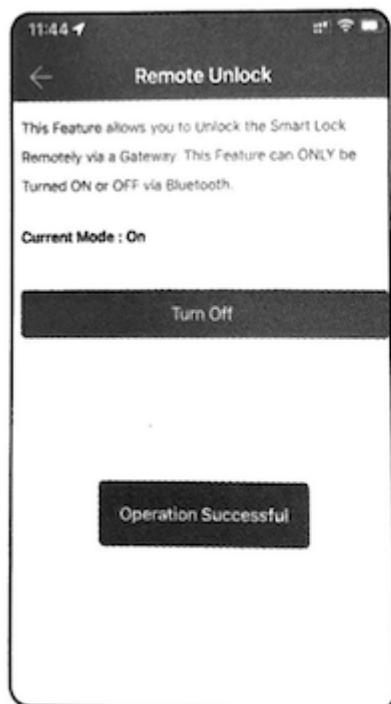 11:44
Remote Unlock
This Feature allows you to Unlock the Smart Lock
Remotely via a Gateway. This Feature can ONLY be
Turned ON or OFF via Bluetooth.
Current Mode : On
Turn Off
Operation Successful